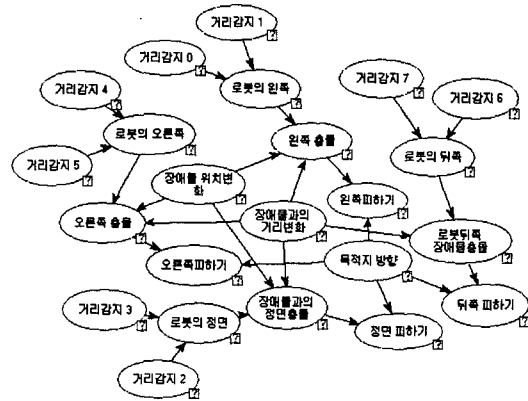 거리감지 1
거리감지 0
거리감지 4
로봇의 왼쪽
거리감지 7
거리감지 6
로봇의 오른쪽
왼쪽 충돌
거리감지 5
로봇의 뒤쪽
장애물 위치변
화
왼쪽피하기
오른쪽 충돌
장애물과의
거리변화
로봇뒤쪽
장애물충돌
오른쪽피하기
목적지 방향
거리감지 3
로봇의 정면
장애물과의
정면충돌
정면 피하기
뒤쪽 피하기
거리감지 2